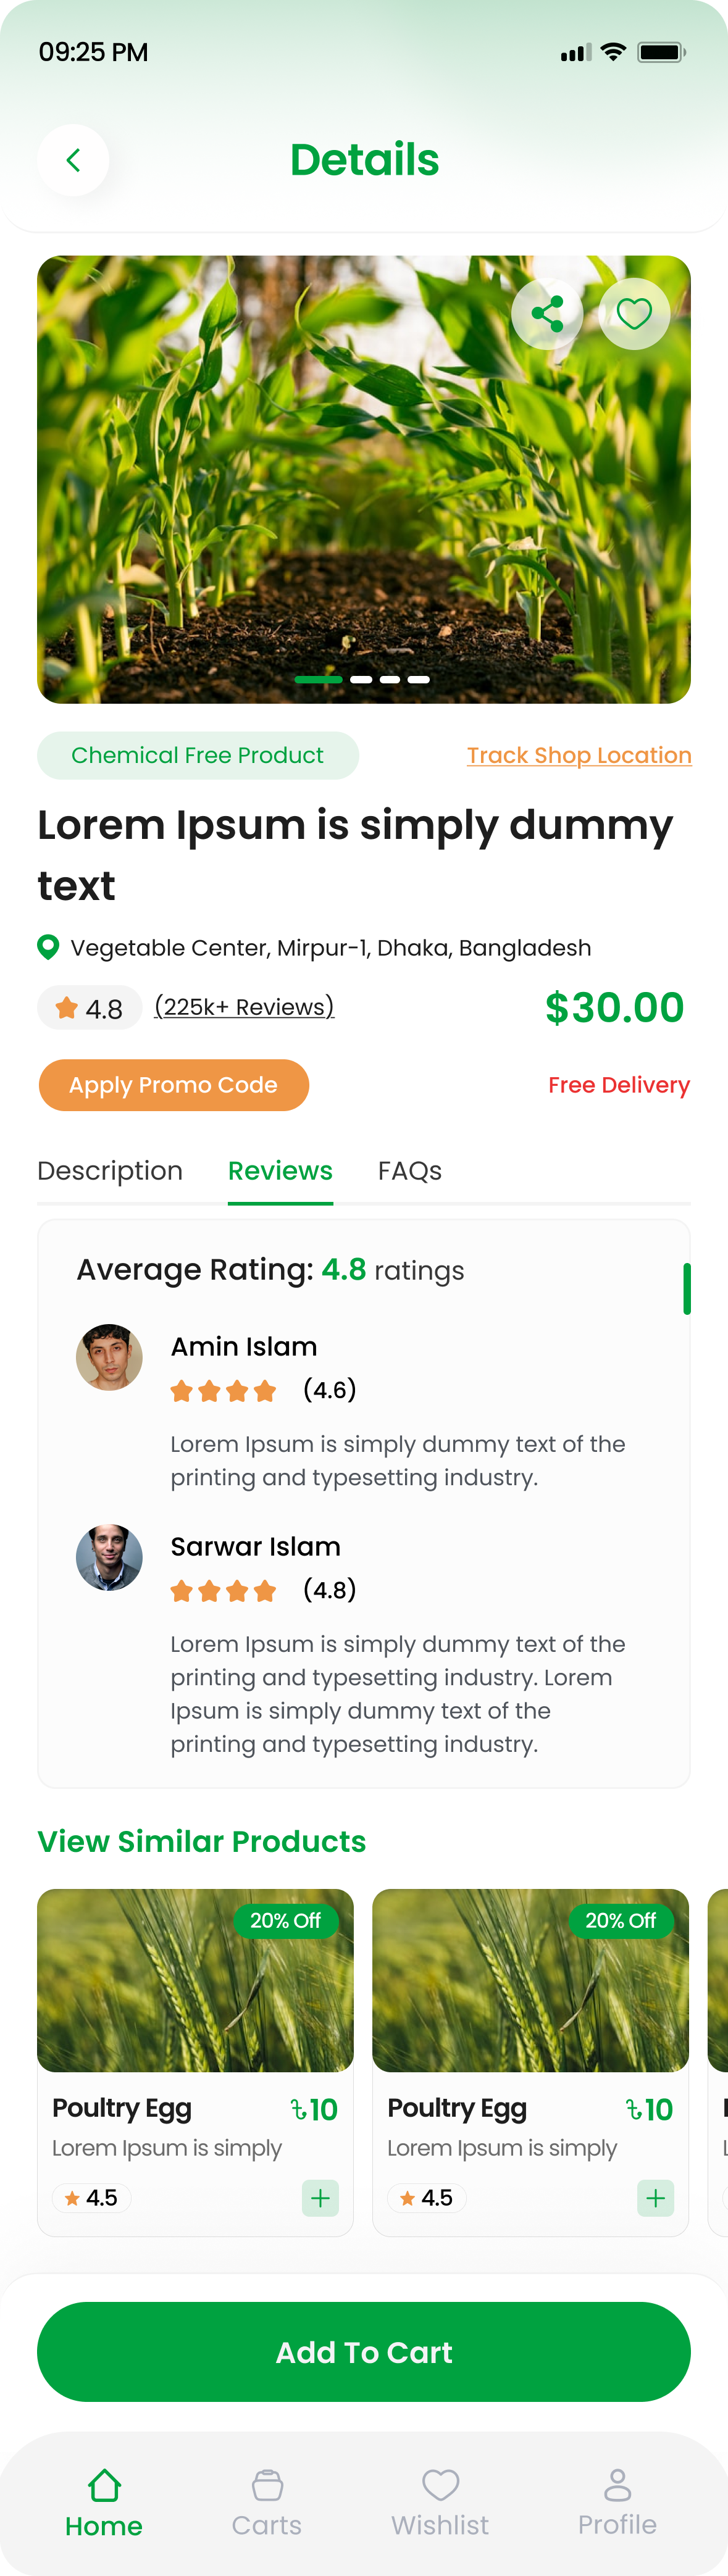 09:25 PM
Details
Chemical Free Product
Track Shop Location
Lorem Ipsum is simply dummy
text
Vegetable Center, Mirpur-1, Dhaka, Bangladesh
4.8 (225k+ Reviews)
$30.00
Apply Promo Code
Free Delivery
Description Reviews FAQs
Average Rating: 4.8 ratings
Amin Islam
(4.6)
Lorem Ipsum is simply dummy text of the
printing and typesetting industry.
Sarwar Islam
(4.8)
Lorem Ipsum is simply dummy text of the
printing and typesetting industry. Lorem
Ipsum is simply dummy text of the
printing and typesetting industry.
View Similar Products
20% Off
Poultry Egg ৳10
Lorem Ipsum is simply
4.5
20% Off
Poultry Egg ৳10
Lorem Ipsum is simply
4.5
Add To Cart
Home Carts Wishlist Profile